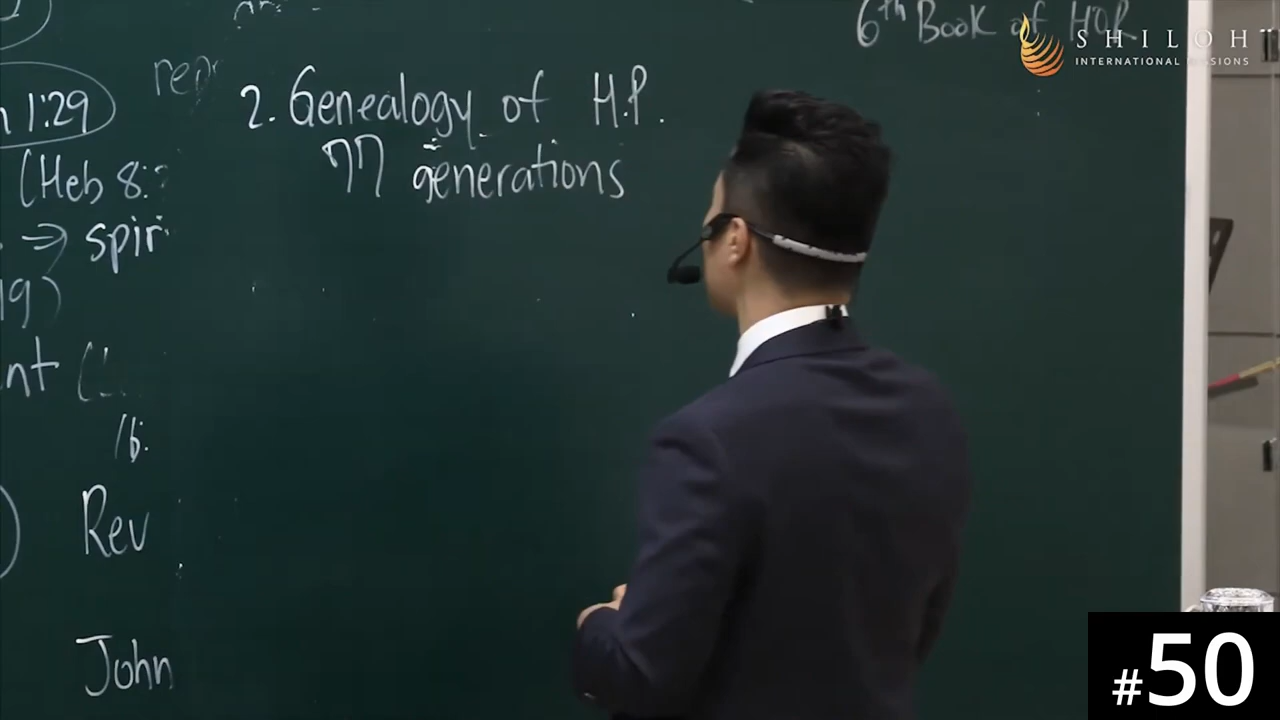 6th Book of HOR
SHILOH
INTERNATIONAL MISSIONS
2. Genealogy of H.P.
77 generations
1:29
(Heb 8:
→ spir
19)
nt
16:
Rev
John
#50